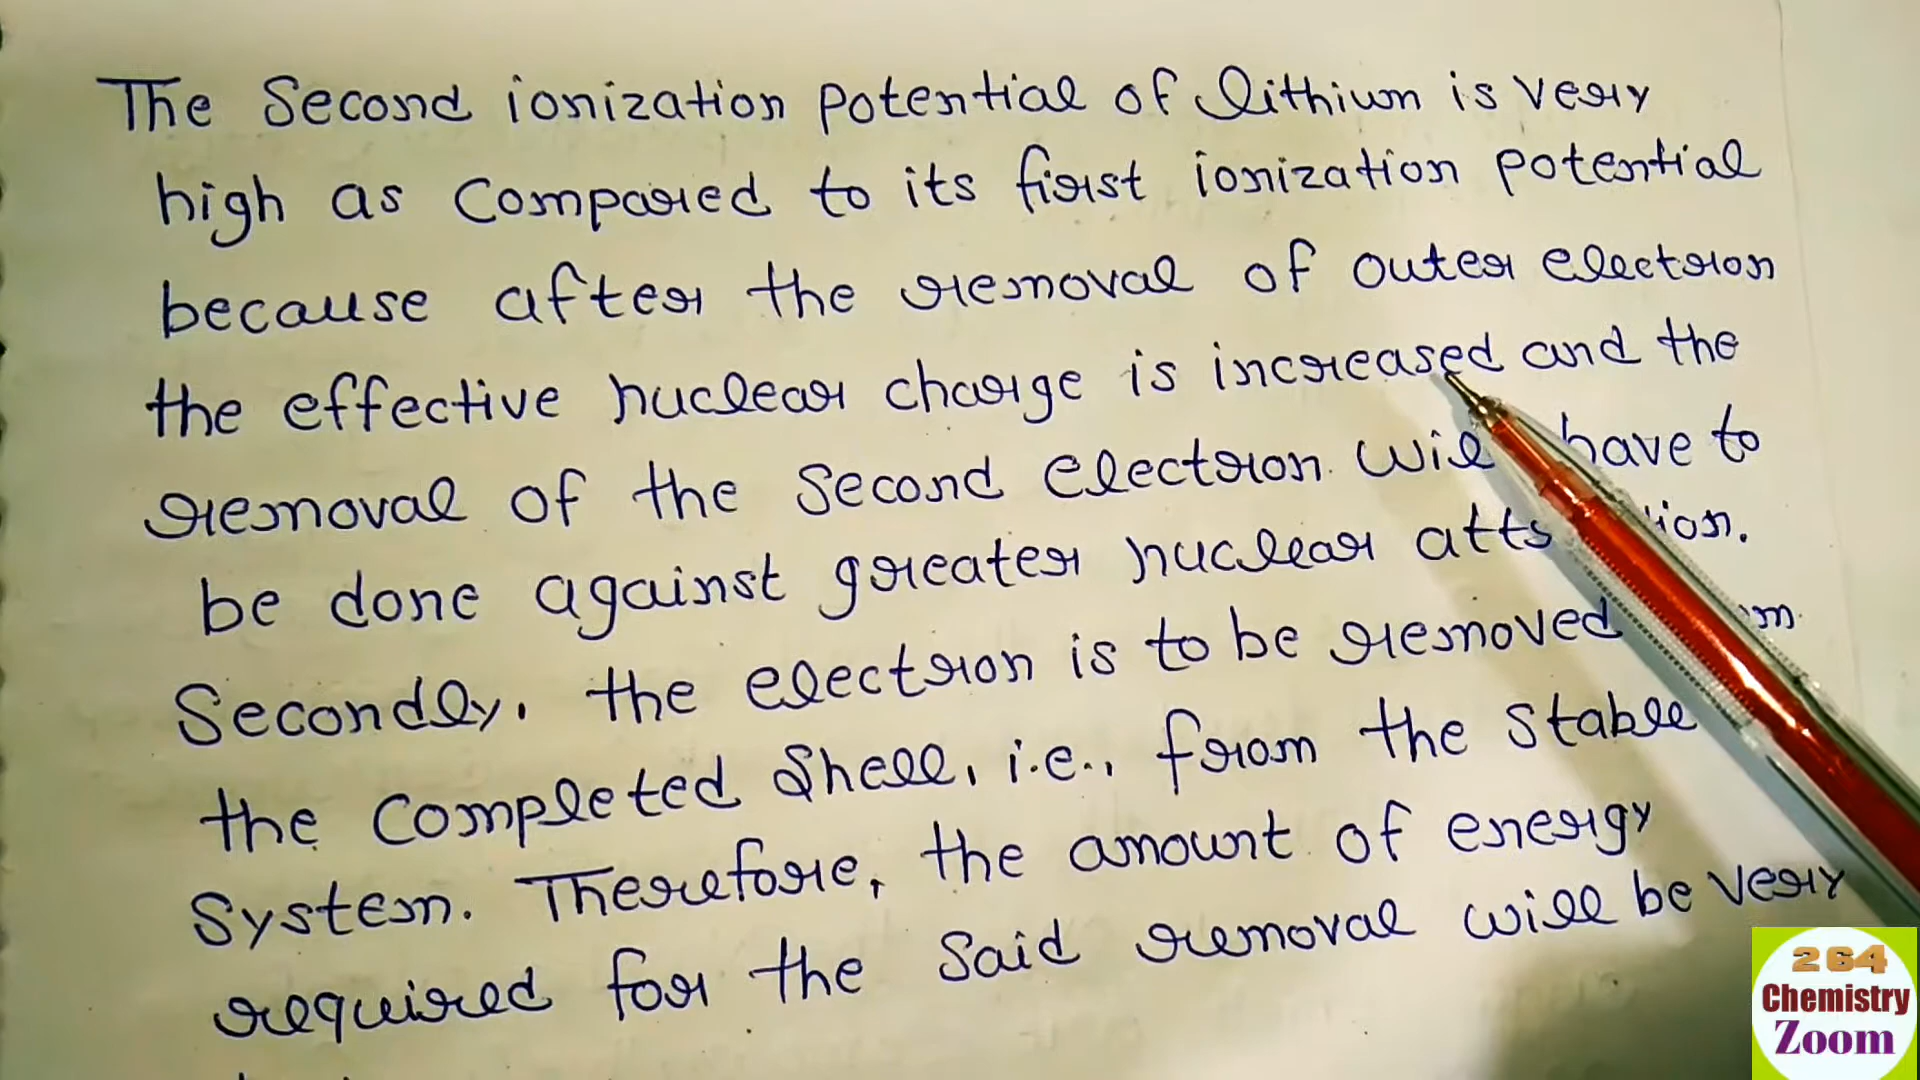 The Second ionization potential of lithium is very
high as compared to its first ionization potential
because after the removal of outer electron
the effective nuclear charge is increased and the
removal of the second electron will have to
be done against greater nuclear
Secondly, the electron is to be removed
the completed shell, i.e., from the stable
system. Therefore, the amount of energy
required for the said removal will be very
264
Chemistry
Zoom